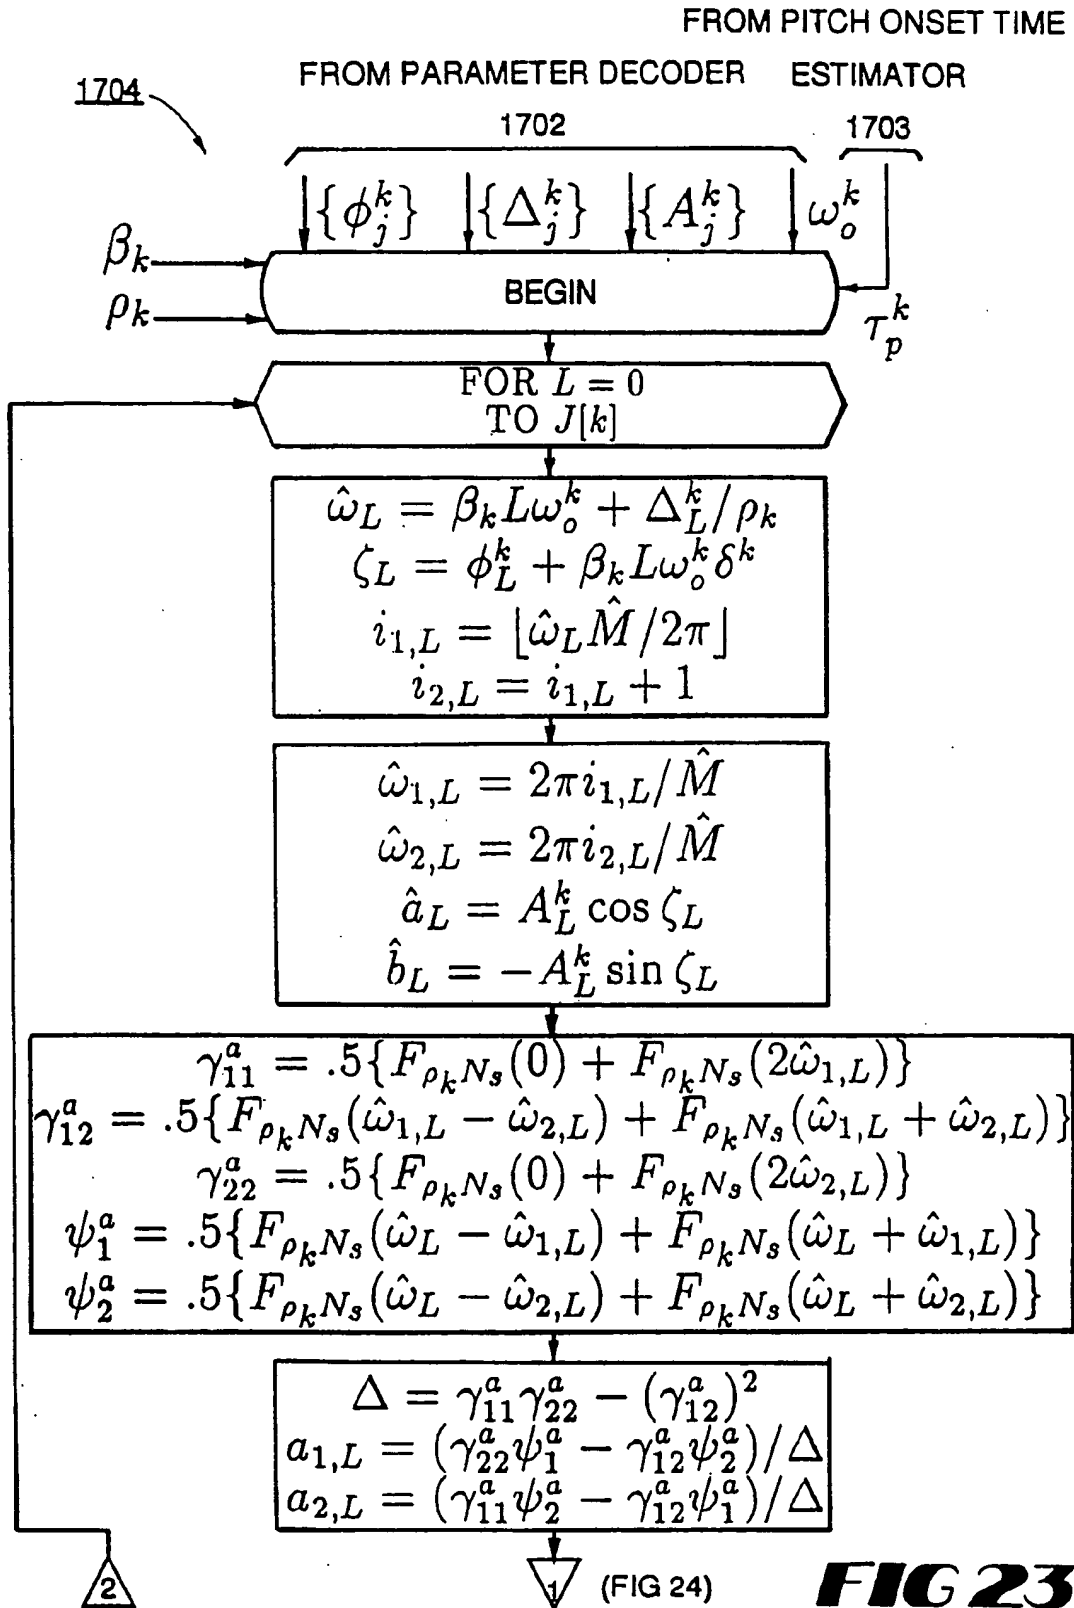 FROM PITCH ONSET TIME
FROM PARAMETER DECODER ESTIMATOR
1704
1702 1703
{ϕ_j^k} {Δ_j^k} {A_j^k} ω_o^k
β_k
BEGIN
ρ_k
τ_p^k
FOR L = 0
TO J[k]
ω̂_L = β_k L ω_o^k + Δ_L^k/ρ_k
ζ_L = ϕ_L^k + β_k L ω_o^k δ^k
i_{1,L} = ⌊ω̂_L M̂/2π⌋
i_{2,L} = i_{1,L} + 1
ω̂_{1,L} = 2π i_{1,L}/M̂
ω̂_{2,L} = 2π i_{2,L}/M̂
â_L = A_L^k cos ζ_L
b̂_L = −A_L^k sin ζ_L
γ_{11}^a = .5{F_{ρ_k N_s}(0) + F_{ρ_k N_s}(2ω̂_{1,L})}
γ_{12}^a = .5{F_{ρ_k N_s}(ω̂_{1,L} − ω̂_{2,L}) + F_{ρ_k N_s}(ω̂_{1,L} + ω̂_{2,L})}
γ_{22}^a = .5{F_{ρ_k N_s}(0) + F_{ρ_k N_s}(2ω̂_{2,L})}
ψ_1^a = .5{F_{ρ_k N_s}(ω̂_L − ω̂_{1,L}) + F_{ρ_k N_s}(ω̂_L + ω̂_{1,L})}
ψ_2^a = .5{F_{ρ_k N_s}(ω̂_L − ω̂_{2,L}) + F_{ρ_k N_s}(ω̂_L + ω̂_{2,L})}
Δ = γ_{11}^a γ_{22}^a − (γ_{12}^a)^2
a_{1,L} = (γ_{22}^a ψ_1^a − γ_{12}^a ψ_2^a)/Δ
a_{2,L} = (γ_{11}^a ψ_2^a − γ_{12}^a ψ_1^a)/Δ
2 1 (FIG 24) FIG 23